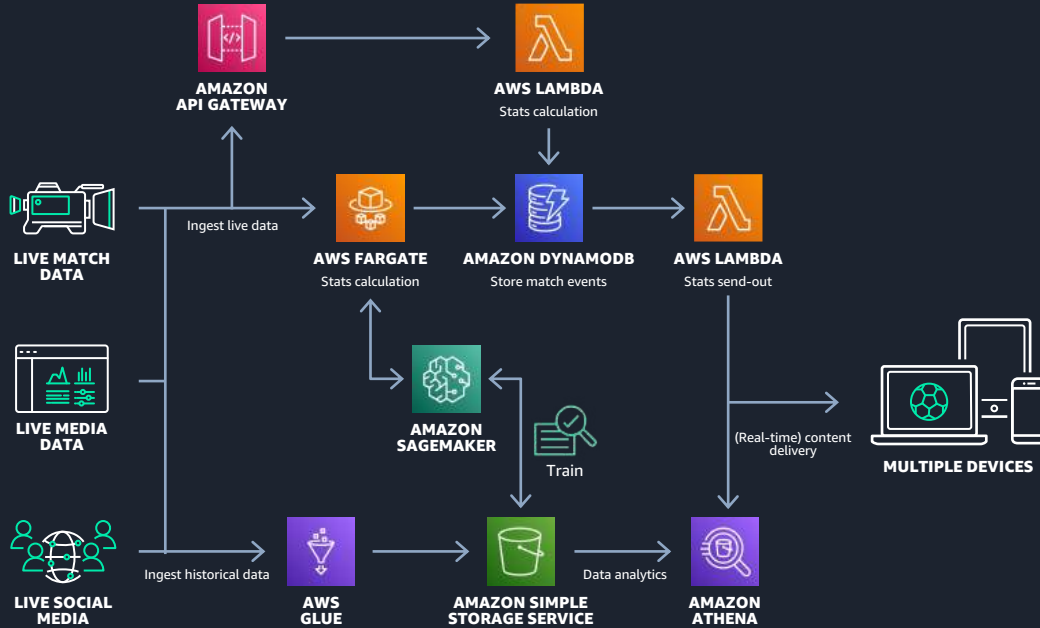 AMAZON
API GATEWAY
AWS LAMBDA
Stats calculation
LIVE MATCH
DATA
Ingest live data
AWS FARGATE
Stats calculation
AMAZON DYNAMODB
Store match events
AWS LAMBDA
Stats send-out
LIVE MEDIA
DATA
AMAZON
SAGEMAKER
Train
(Real-time) content
delivery
MULTIPLE DEVICES
LIVE SOCIAL
MEDIA
Ingest historical data
AWS
GLUE
AMAZON SIMPLE
STORAGE SERVICE
Data analytics
AMAZON
ATHENA